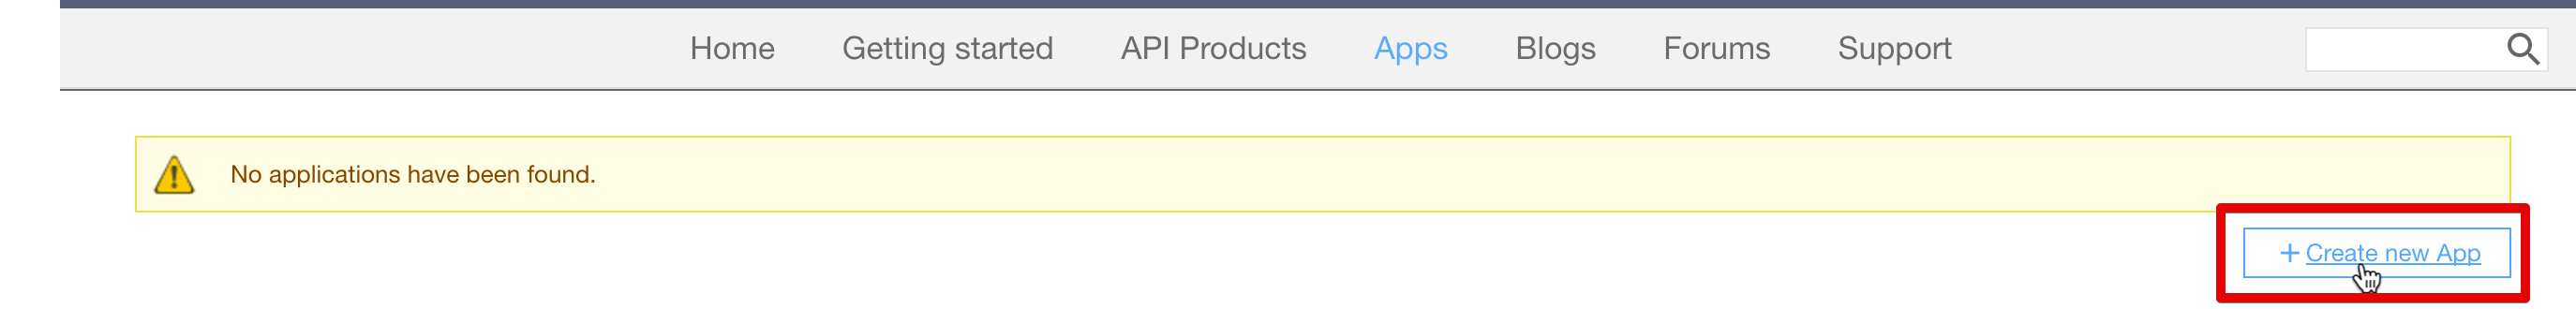 Home Getting started API Products Apps Blogs Forums Support
No applications have been found.
+ Create new App